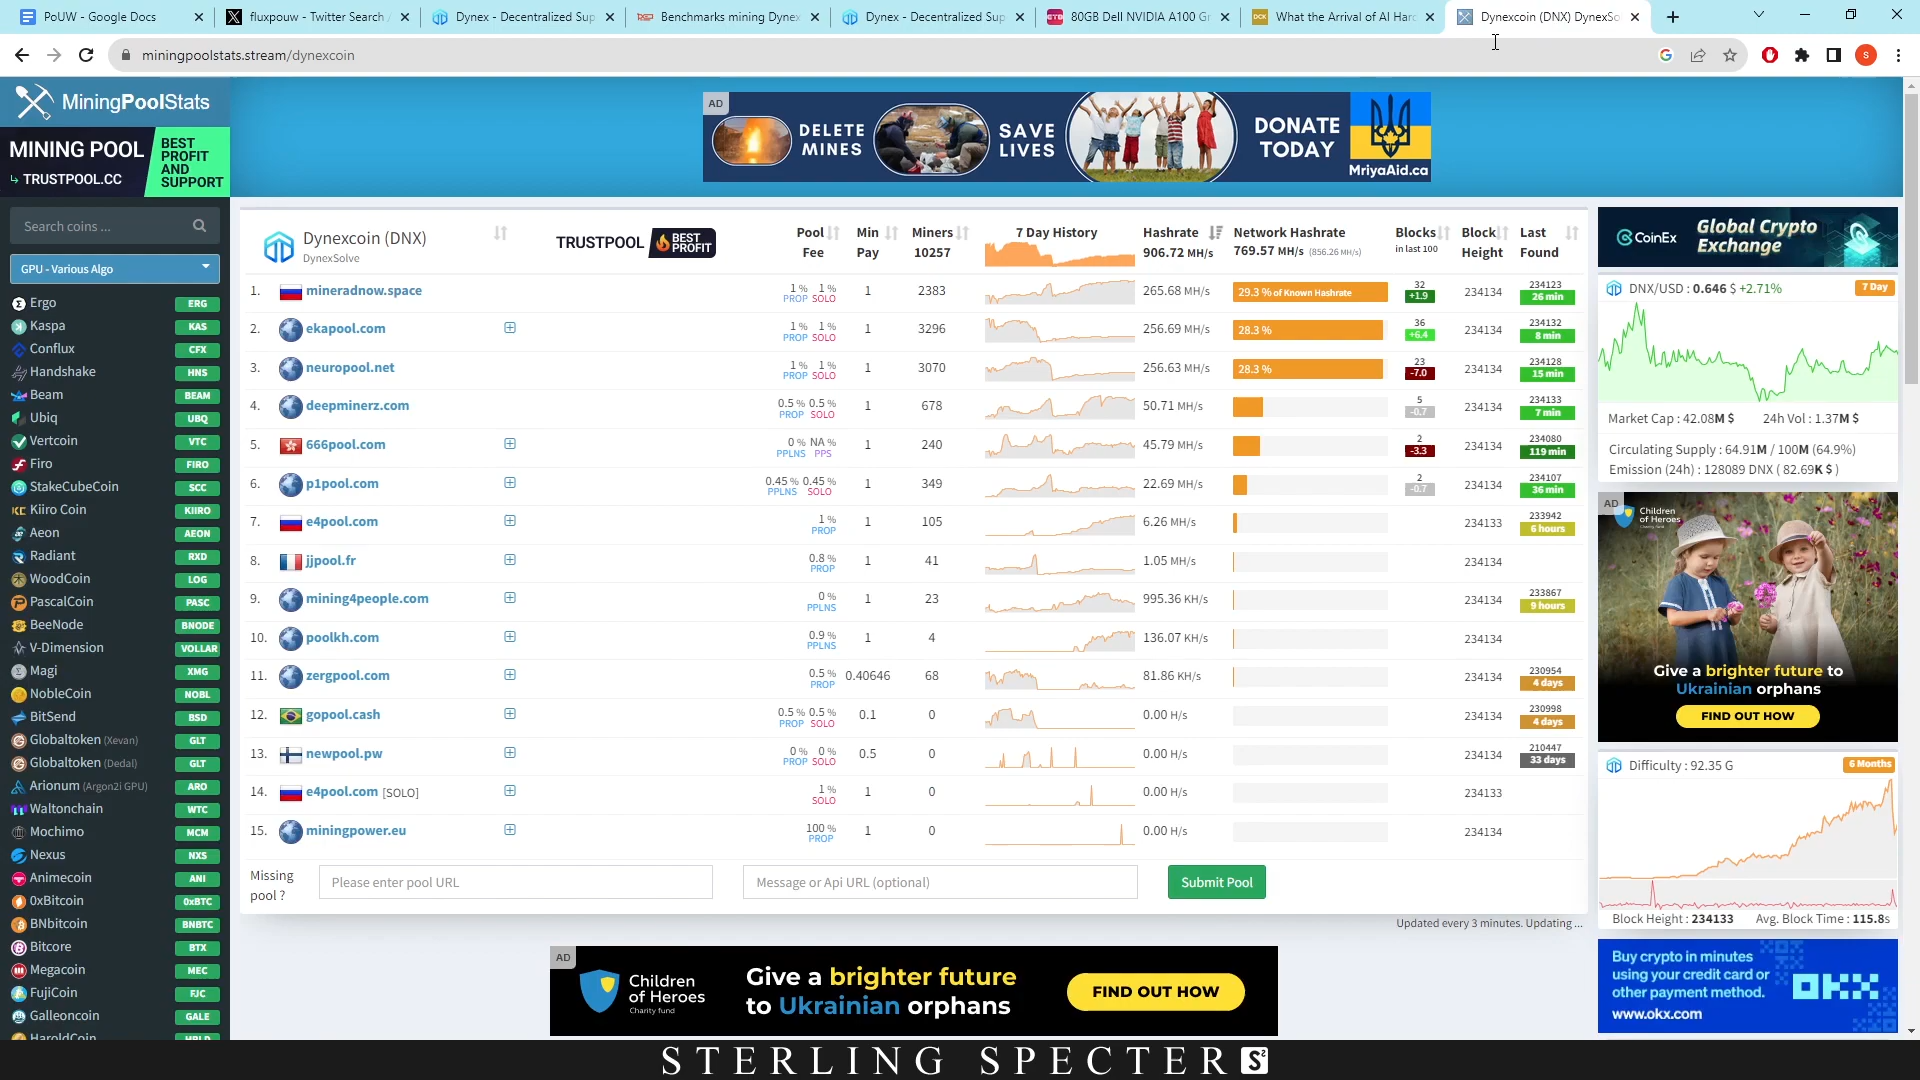 PoUW - Google Docs
fluxpouw - Twitter Search
Dynex - Decentralized Sup
Benchmarks mining Dynex
Dynex - Decentralized Sup
80GB Dell NVIDIA A100 Gr
What the Arrival of AI Hard
Dynexcoin (DNX) DynexSo
miningpoolstats.stream/dynexcoin
MiningPoolStats
MINING POOL
TRUSTPOOL.CC
BEST PROFIT AND SUPPORT
AD
DELETE MINES
SAVE LIVES
DONATE TODAY
MriyaAid.ca
Search coins ...
GPU - Various Algo
Ergo ERG
Kaspa KAS
Conflux CFX
Handshake HNS
Beam BEAM
Ubiq UBQ
Vertcoin VTC
Firo FIRO
StakeCubeCoin SCC
Kiiro Coin KIIRO
Aeon AEON
Radiant RXD
WoodCoin LOG
PascalCoin PASC
BeeNode BNODE
V-Dimension VOLLAR
Magi XMG
NobleCoin NOBL
BitSend BSD
Globaltoken (Xevan) GLT
Globaltoken (Dedal) GLT
Arionum (Argon2i GPU) ARO
Waltonchain WTC
Mochimo MCM
Nexus NXS
Animecoin ANI
0xBitcoin 0xBTC
BNbitcoin BNBTC
Bitcore BTX
Megacoin MEC
FujiCoin FJC
Galleoncoin GALE
HaroldCoin HRLD
Dynexcoin (DNX)
DynexSolve
TRUSTPOOL BEST PROFIT
Pool Fee
Min Pay
Miners 10257
7 Day History
Hashrate 906.72 MH/s
Network Hashrate 769.57 MH/s (856.26 MH/s)
Blocks in last 100
Block Height
Last Found
1. mineradnow.space 1 % PROP 1 % SOLO 1 2383 265.68 MH/s 29.3 % of Known Hashrate 32 +1.9 234134 234123 26 min
2. ekapool.com 1 % PROP 1 % SOLO 1 3296 256.69 MH/s 28.3 % 36 +6.4 234134 234132 8 min
3. neuropool.net 1 % PROP 1 % SOLO 1 3070 256.63 MH/s 28.3 % 23 -7.0 234134 234128 15 min
4. deepminerz.com 0.5 % PROP 0.5 % SOLO 1 678 50.71 MH/s 5 -0.7 234134 234133 7 min
5. 666pool.com 0 % PPLNS NA % PPS 1 240 45.79 MH/s 2 -3.3 234134 234080 119 min
6. p1pool.com 0.45 % PPLNS 0.45 % SOLO 1 349 22.69 MH/s 2 -0.7 234134 234107 36 min
7. e4pool.com 1 % PROP 1 105 6.26 MH/s 234133 233942 6 hours
8. jjpool.fr 0.8 % PROP 1 41 1.05 MH/s 234134
9. mining4people.com 0 % PPLNS 1 23 995.36 KH/s 234134 233867 9 hours
10. poolkh.com 0.9 % PPLNS 1 4 136.07 KH/s 234134
11. zergpool.com 0.5 % PROP 0.40646 68 81.86 KH/s 234134 230954 4 days
12. gopool.cash 0.5 % PROP 0.5 % SOLO 0.1 0 0.00 H/s 234134 230998 4 days
13. newpool.pw 0 % PROP 0 % SOLO 0.5 0 0.00 H/s 234134 210447 33 days
14. e4pool.com [SOLO] 1 % SOLO 1 0 0.00 H/s 234133
15. miningpower.eu 100 % PROP 1 0 0.00 H/s 234134
Missing pool ?
Please enter pool URL
Message or Api URL (optional)
Submit Pool
Updated every 3 minutes. Updating ...
AD
Children of Heroes
Charity fund
Give a brighter future
to Ukrainian orphans
FIND OUT HOW
CoinEx
Global Crypto
Exchange
DNX/USD : 0.646 $ +2.71%
7 Day
Market Cap : 42.08M $ 24h Vol : 1.37M $
Circulating Supply : 64.91M / 100M (64.9%)
Emission (24h) : 128089 DNX ( 82.69K $ )
AD
Children of Heroes
Charity fund
Give a brighter future to
Ukrainian orphans
FIND OUT HOW
Difficulty : 92.35 G
6 Months
Block Height : 234133 Avg. Block Time : 115.8s
Buy crypto in minutes
using your credit card or
other payment method.
www.okx.com
OKX
STERLING SPECTER